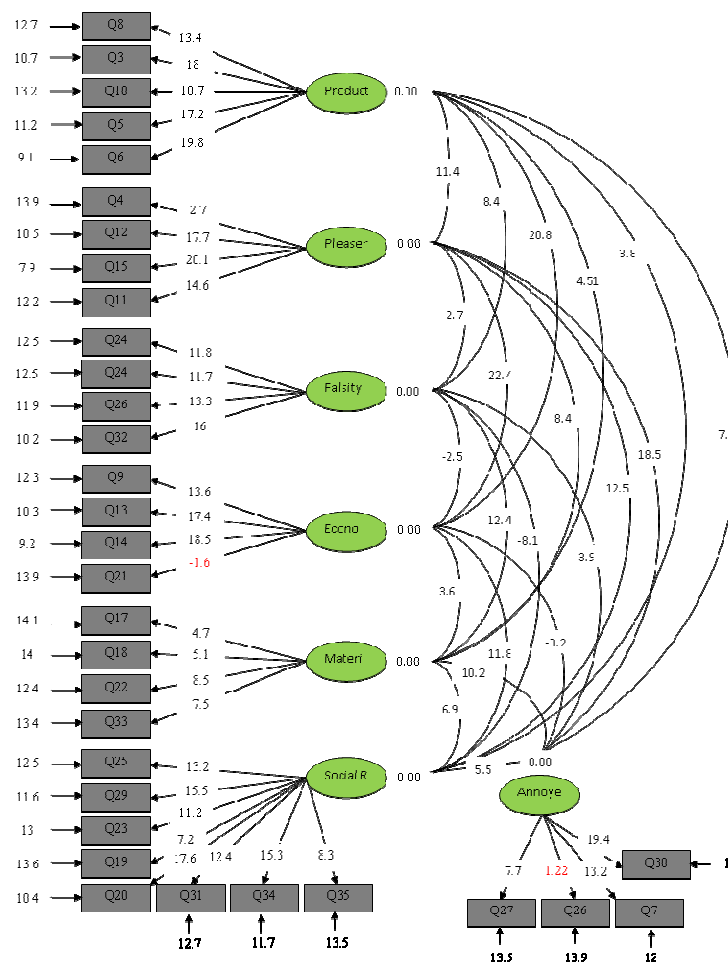 12.7 Q8 13.4
10.7 Q3 18
13.2 Q10 10.7 Product 0.00
11.2 Q5 17.2
9.1 Q6 19.8
11.4
8.4
20.8
4.51
3.8
13.9 Q4 2.7
10.5 Q12 17.7
7.9 Q15 20.1 Pleaser 0.00
12.2 Q11 14.6
2.7
22.4
8.4
12.5
18.5
7.
12.5 Q24 11.8
12.5 Q24 11.7
11.9 Q26 13.3 Falsity 0.00
10.2 Q32 16
-2.5
12.4
-8.1
3.9
12.3 Q9 13.6
10.3 Q13 17.4
9.2 Q14 18.5 Econo 0.00
13.9 Q21 -1.6
3.6
11.8
-0.2
14.1 Q17 4.7
14 Q18 5.1 Materi 0.00
12.4 Q22 8.5
13.4 Q33 7.5
10.2
6.9
12.5 Q25 13.2
11.6 Q29 15.5 Social R 0.00
5.5 0.00
13 Q23 11.2 Annoye
13.6 Q19 7.2
10.4 Q20 17.6
12.4 15.3 8.3
Q31 Q34 Q35
12.7 11.7 13.5
7.7 1.22 13.2 19.4
Q30
Q27 Q26 Q7
13.5 13.9 12